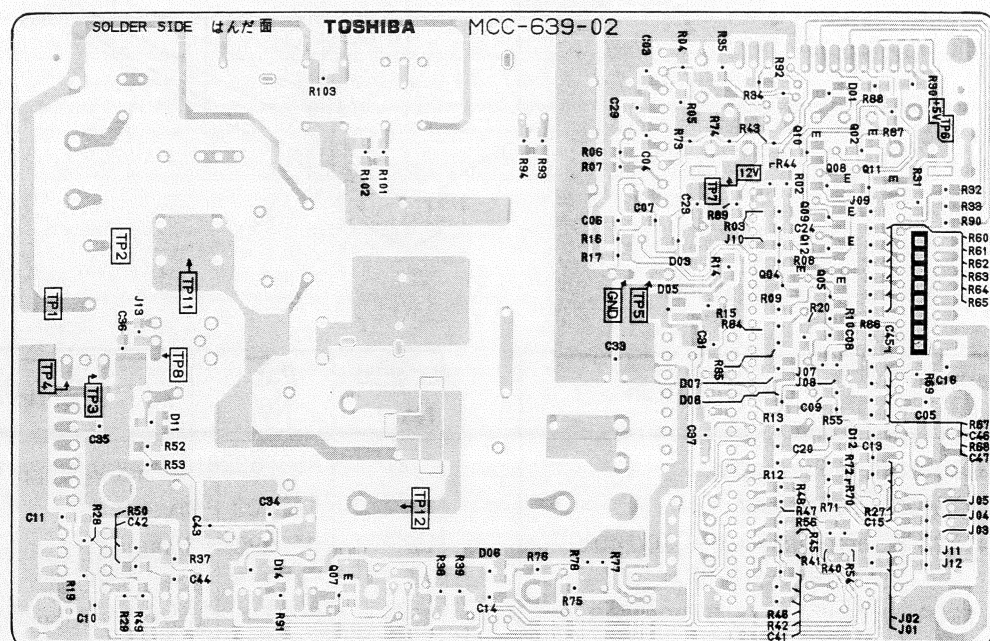 SOLDER SIDE はんだ面 TOSHIBA MCC-639-02
C03
R04
R35
R92
R34
D01
R88
R30
+5V
TP6
R103
C29
R05
R73
R74
R43
Q10
E
Q02
E
R87
R102
R101
R94
R93
R06
R07
C04
R44
Q08
E
Q11
12V
TP7
R02
J09
E
R31
R32
R33
R90
C06
C07
C23
R89
R03
Q09
C24
E
TP2
R16
R17
D03
J10
Q12
E
R60
R61
R62
R63
R64
R65
TP11
R14
R08
Q04
E
Q05
E
TP1
J13
GND
TP5
D05
R09
R15
R20
R84
R10
C08
R86
C45
C36
TP8
C33
C31
R85
TP4
TP3
D07
D08
J07
J08
R69
C16
C09
R55
C05
D11
C35
R13
R67
C46
R68
C47
C37
R52
R53
C20
D12
C13
R12
R72
R70
TP12
C34
R48
R47
R71
R27
C15
J05
J04
J03
C11
R28
R50
C42
C43
R56
R45
R37
D06
R76
R78
R77
R41
R40
R54
J11
J12
R19
C44
D14
Q07
E
R38
R39
C10
R29
R49
R91
C14
R75
R46
R42
C41
J02
J01